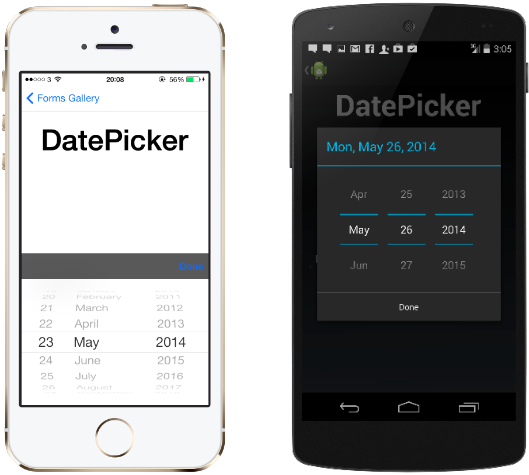 ●●○○○ 3 20:08 56%
Forms Gallery
DatePicker
Done
20 February 2011
21 March 2012
22 April 2013
23 May 2014
24 June 2015
25 July 2016
26 August 2017
3:05
DatePicker
Mon, May 26, 2014
Apr 25 2013
May 26 2014
Jun 27 2015
Done